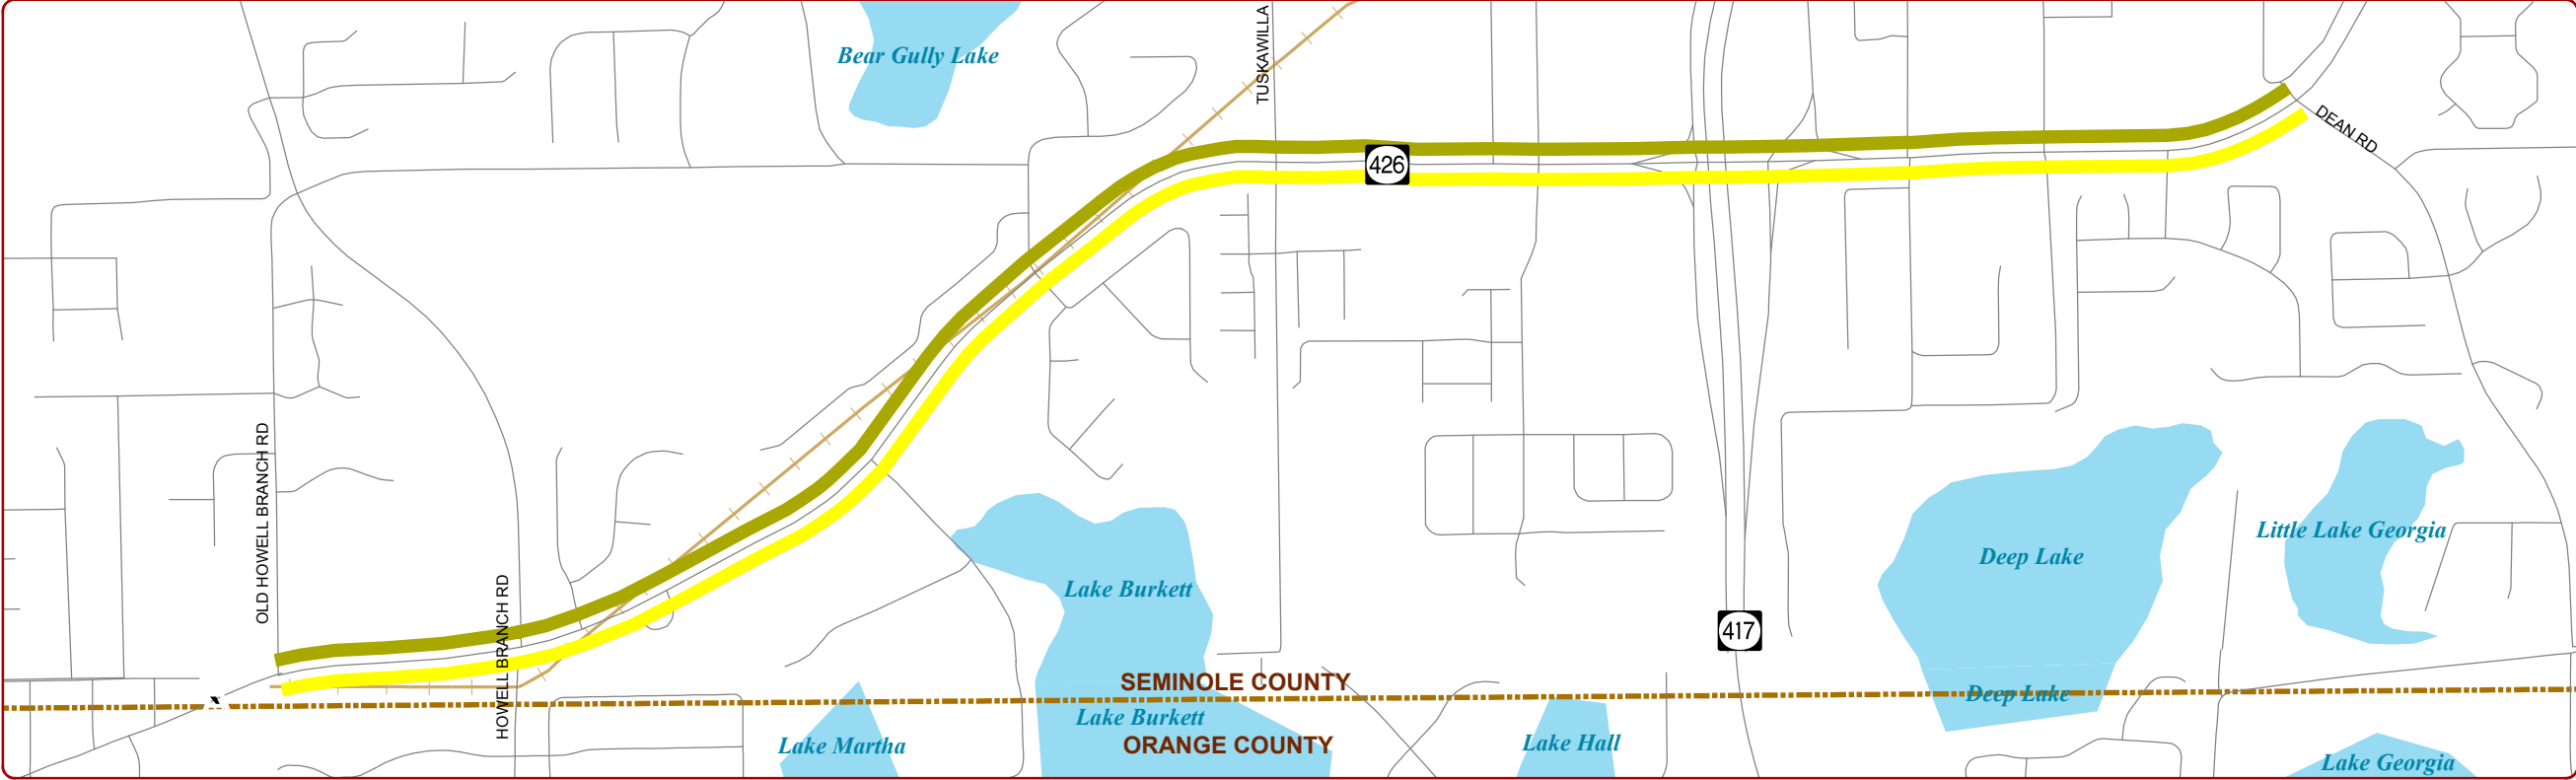 TUSKAWILLA
Bear Gully Lake
DEAN RD
426
OLD HOWELL BRANCH RD
Little Lake Georgia
Deep Lake
Lake Burkett
HOWELL BRANCH RD
417
SEMINOLE COUNTY
Deep Lake
x
Lake Burkett
Lake Martha
ORANGE COUNTY
Lake Hall
Lake Georgia